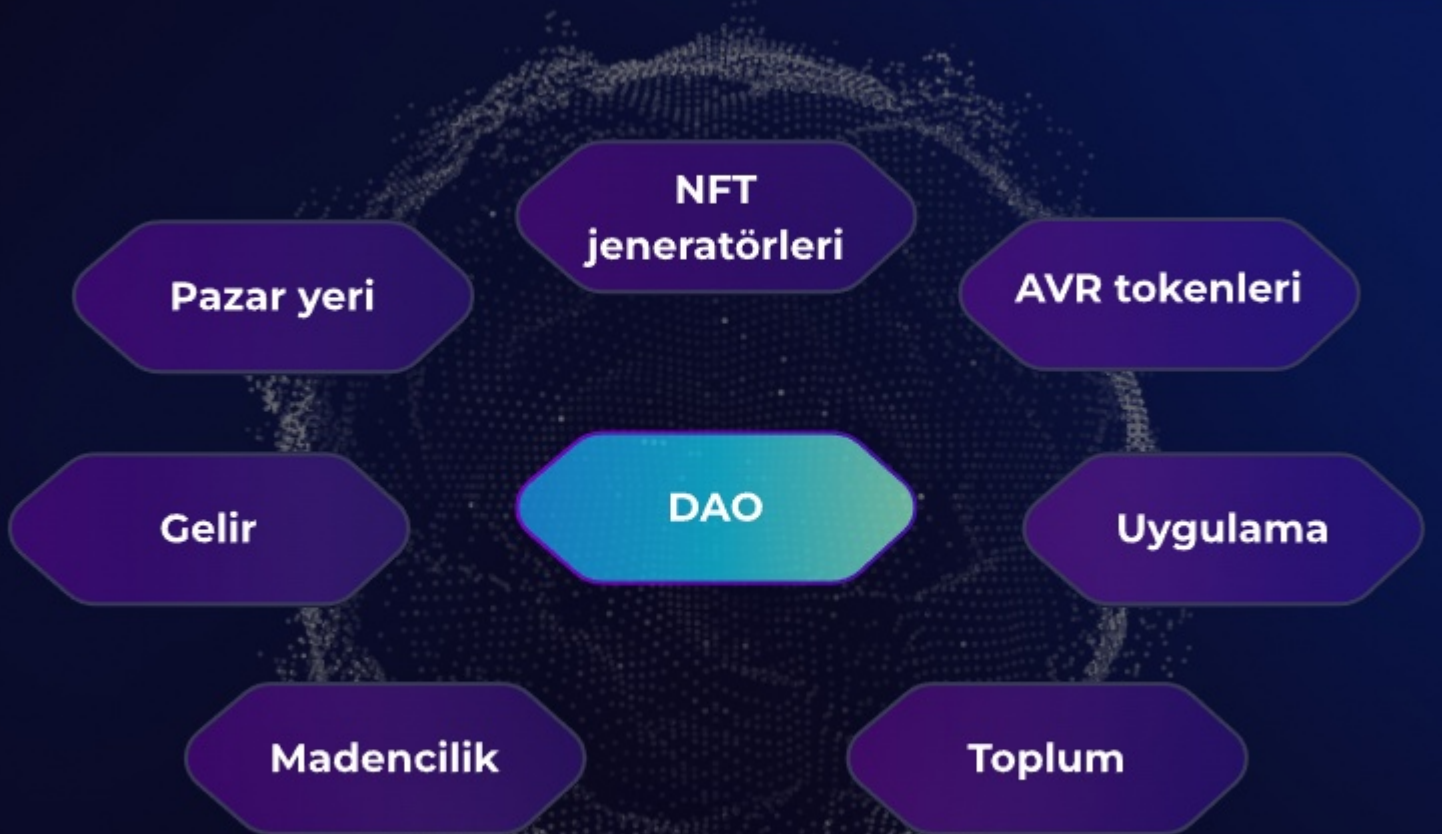 NFT
jeneratörleri
Pazar yeri
AVR tokenleri
DAO
Gelir
Uygulama
Madencilik
Toplum